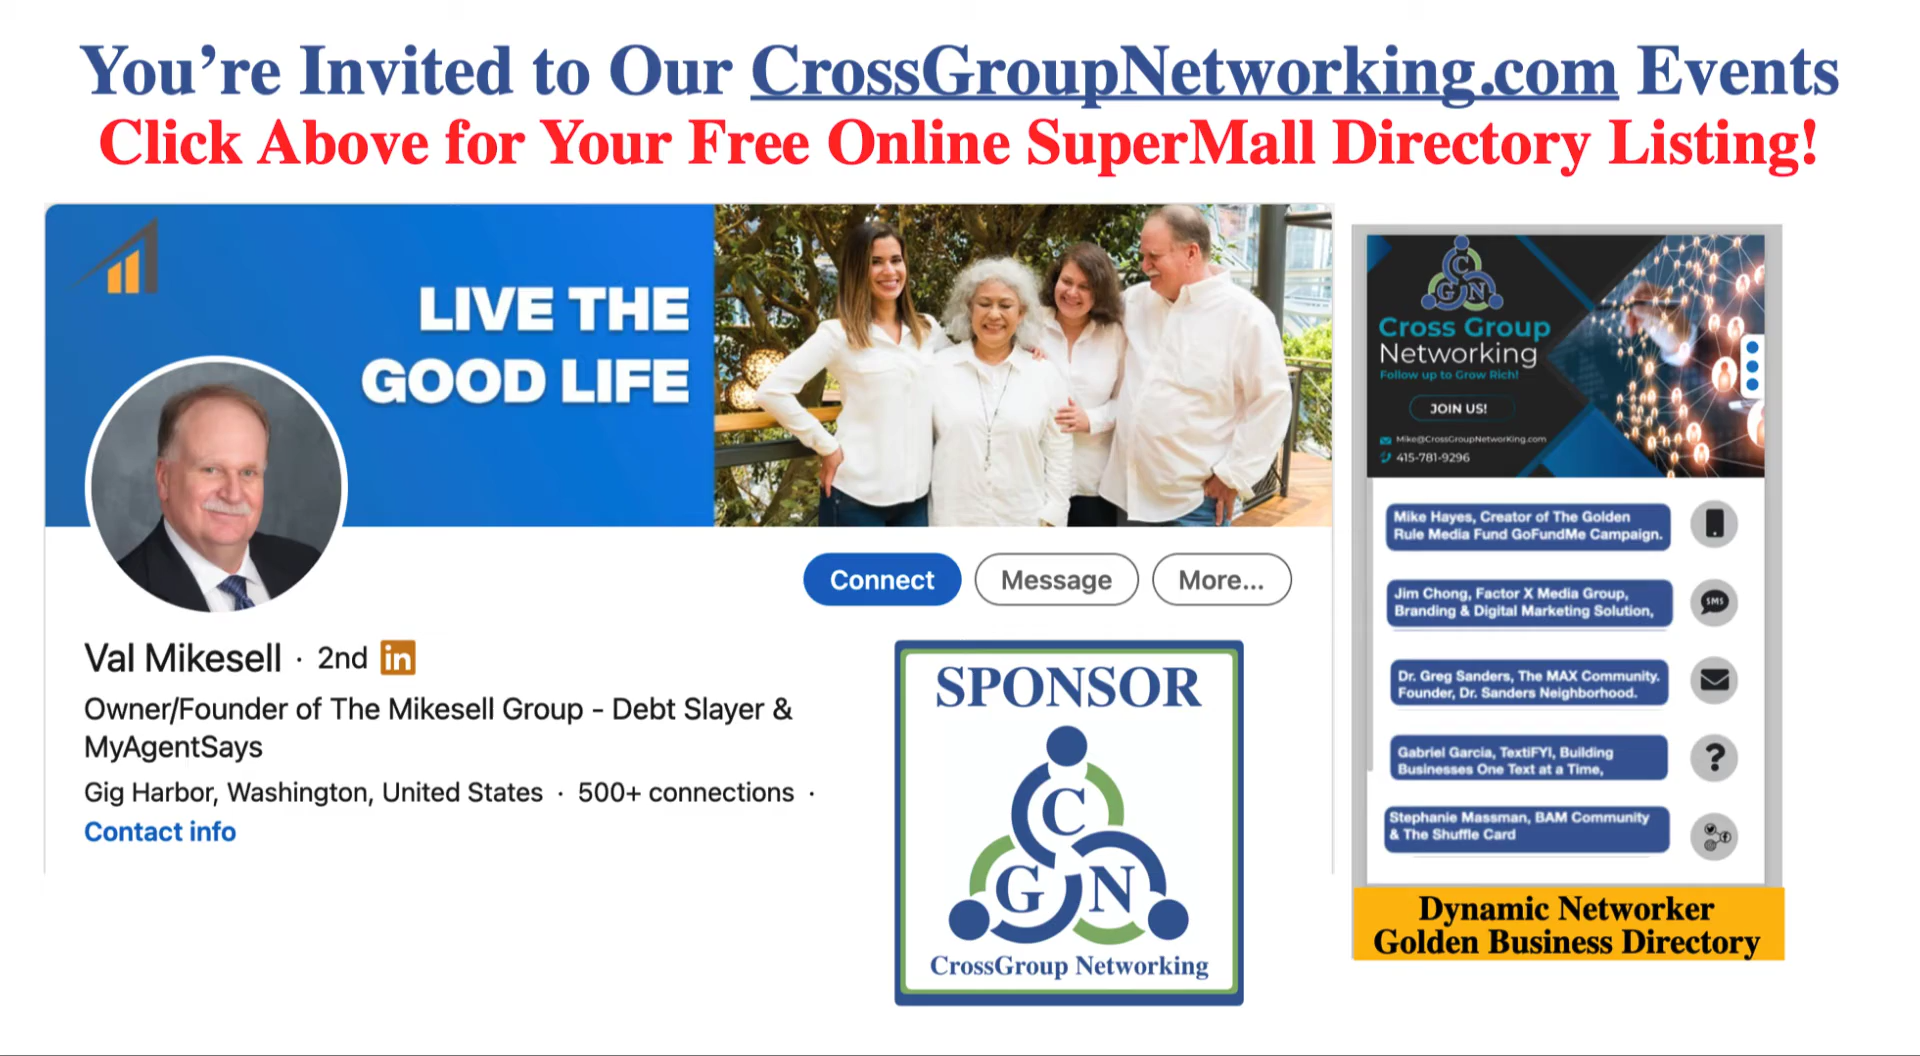 You're Invited to Our CrossGroupNetworking.com Events
Click Above for Your Free Online SuperMall Directory Listing!
LIVE THE
GOOD LIFE
Connect
Message
More...
Val Mikesell · 2nd in
Owner/Founder of The Mikesell Group - Debt Slayer &
MyAgentSays
Gig Harbor, Washington, United States · 500+ connections ·
Contact info
SPONSOR
C
G N
CrossGroup Networking
C
G N
Cross Group
Networking
Follow up to Grow Rich!
JOIN US!
Mike@CrossGroupNetworKing.com
415-781-9296
Mike Hayes, Creator of The Golden
Rule Media Fund GoFundMe Campaign.
Jim Chong, Factor X Media Group,
Branding & Digital Marketing Solution,
SMS
Dr. Greg Sanders, The MAX Community.
Founder, Dr. Sanders Neighborhood.
Gabriel Garcia, TextiFYI, Building
Businesses One Text at a Time,
?
Stephanie Massman, BAM Community
& The Shuffle Card
Dynamic Networker
Golden Business Directory